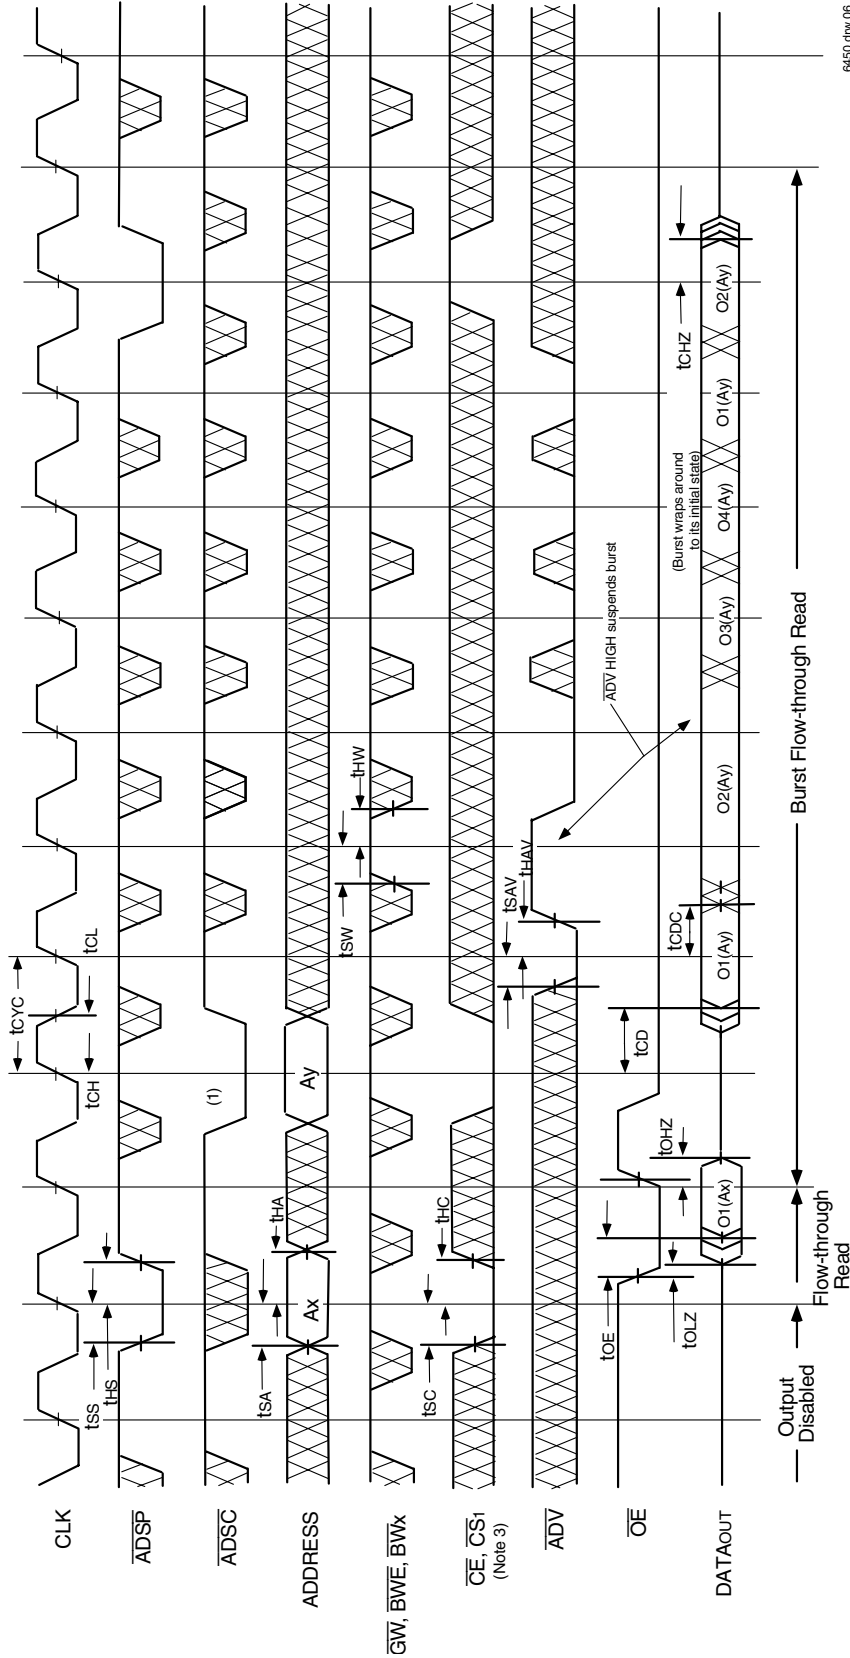 CLK
ADSP
ADSC
ADDRESS
GW, BWE, BWx
CE, CS1
(Note 3)
ADV
OE
DATAOUT
tCYC
tCH
tCL
tSS
tHS
(1)
tSA
tHA
Ax
Ay
tSW
tHW
tSC
tHC
tSAV
tHAV
ADV HIGH suspends burst
tOE
tOHZ
tOLZ
tCD
tCDC
(Burst wraps around
to its initial state)
tCHZ
O1(Ax)
O1(Ay)
O2(Ay)
O3(Ay)
O4(Ay)
O1(Ay)
O2(Ay)
Output
Disabled
Flow-through
Read
Burst Flow-through Read
6450 drw 06